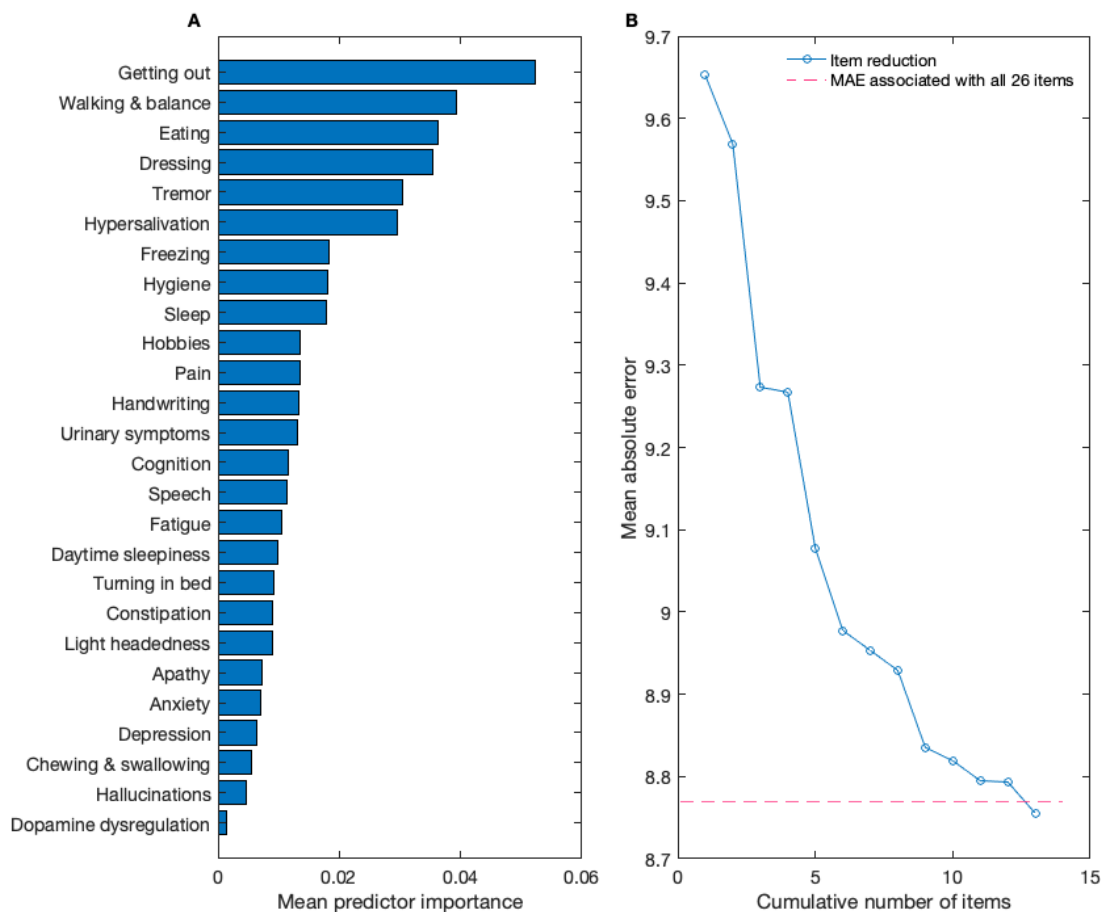 A
Getting out
Walking & balance
Eating
Dressing
Tremor
Hypersalivation
Freezing
Hygiene
Sleep
Hobbies
Pain
Handwriting
Urinary symptoms
Cognition
Speech
Fatigue
Daytime sleepiness
Turning in bed
Constipation
Light headedness
Apathy
Anxiety
Depression
Chewing & swallowing
Hallucinations
Dopamine dysregulation
0 0.02 0.04 0.06
Mean predictor importance
B
Item reduction
MAE associated with all 26 items
Mean absolute error
9.7
9.6
9.5
9.4
9.3
9.2
9.1
9
8.9
8.8
8.7
0 5 10 15
Cumulative number of items